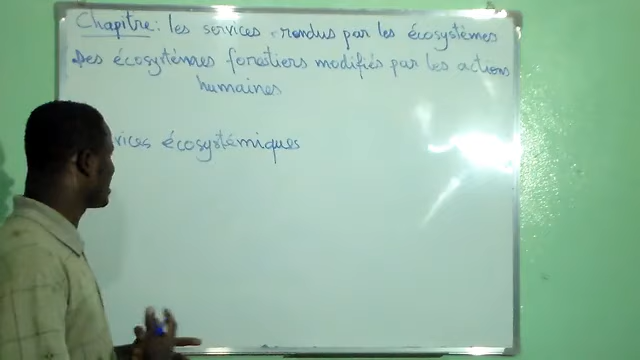 Chapitre: les services rendus par les écosystèmes
Des écosystèmes forestiers modifiés par les actions
humaines
écosystémiques